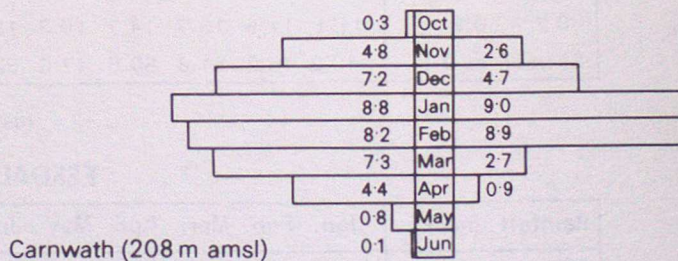 0·3 Oct
4·8 Nov 2·6
7·2 Dec 4·7
8·8 Jan 9·0
8·2 Feb 8·9
7·3 Mar 2·7
4·4 Apr 0·9
0·8 May
Carnwath (208 m amsl) 0·1 Jun